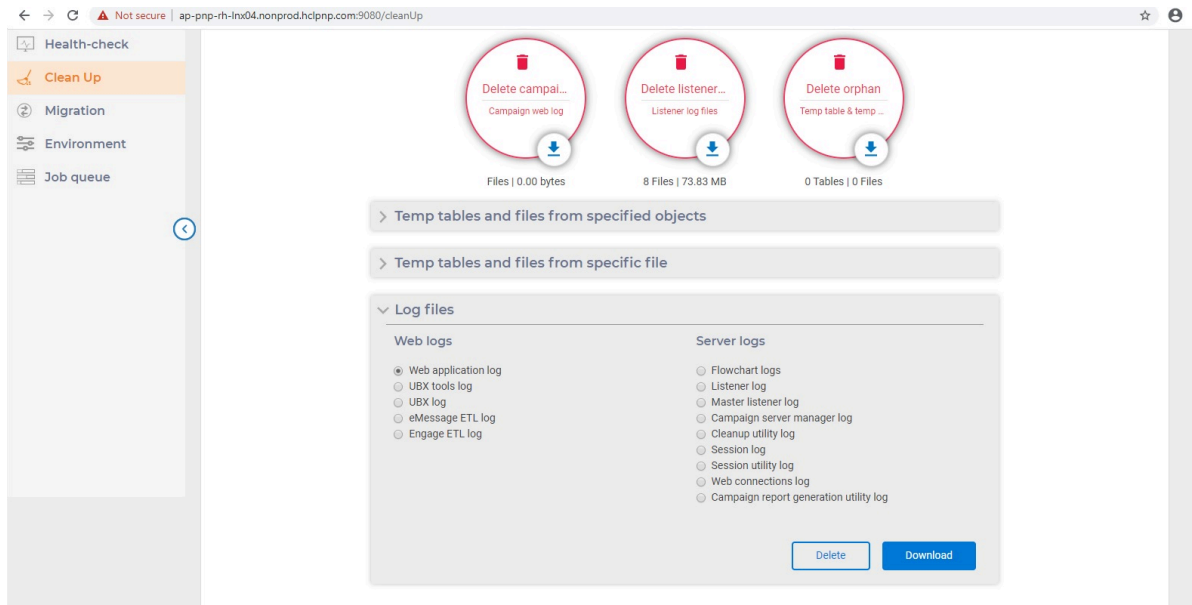 Not secure | ap-pnp-rh-lnx04.nonprod.hclpnp.com:9080/cleanUp
Health-check
Clean Up
Migration
Environment
Job queue
Delete campai...
Campaign web log
Files | 0.00 bytes
Delete listener...
Listener log files
8 Files | 73.83 MB
Delete orphan
Temp table & temp ...
0 Tables | 0 Files
Temp tables and files from specified objects
Temp tables and files from specific file
Log files
Web logs
Web application log
UBX tools log
UBX log
eMessage ETL log
Engage ETL log
Server logs
Flowchart logs
Listener log
Master listener log
Campaign server manager log
Cleanup utility log
Session log
Session utility log
Web connections log
Campaign report generation utility log
Delete
Download